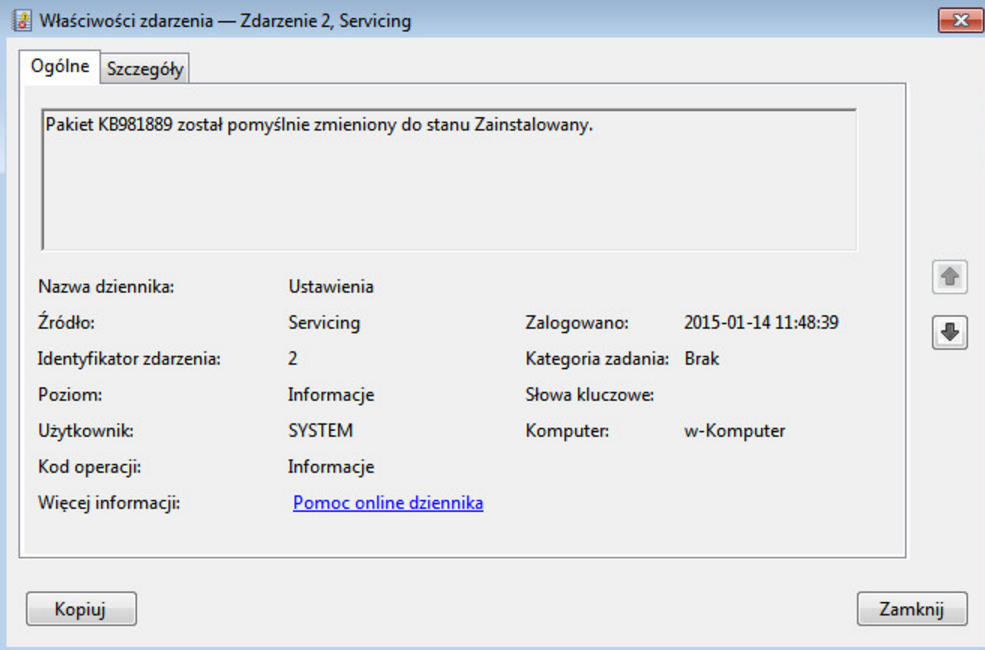 Właściwości zdarzenia — Zdarzenie 2, Servicing
Ogólne Szczegóły
Pakiet KB981889 został pomyślnie zmieniony do stanu Zainstalowany.
Nazwa dziennika: Ustawienia
Źródło: Servicing Zalogowano: 2015-01-14 11:48:39
Identyfikator zdarzenia: 2 Kategoria zadania: Brak
Poziom: Informacje Słowa kluczowe:
Użytkownik: SYSTEM Komputer: w-Komputer
Kod operacji: Informacje
Więcej informacji: Pomoc online dziennika
Kopiuj Zamknij